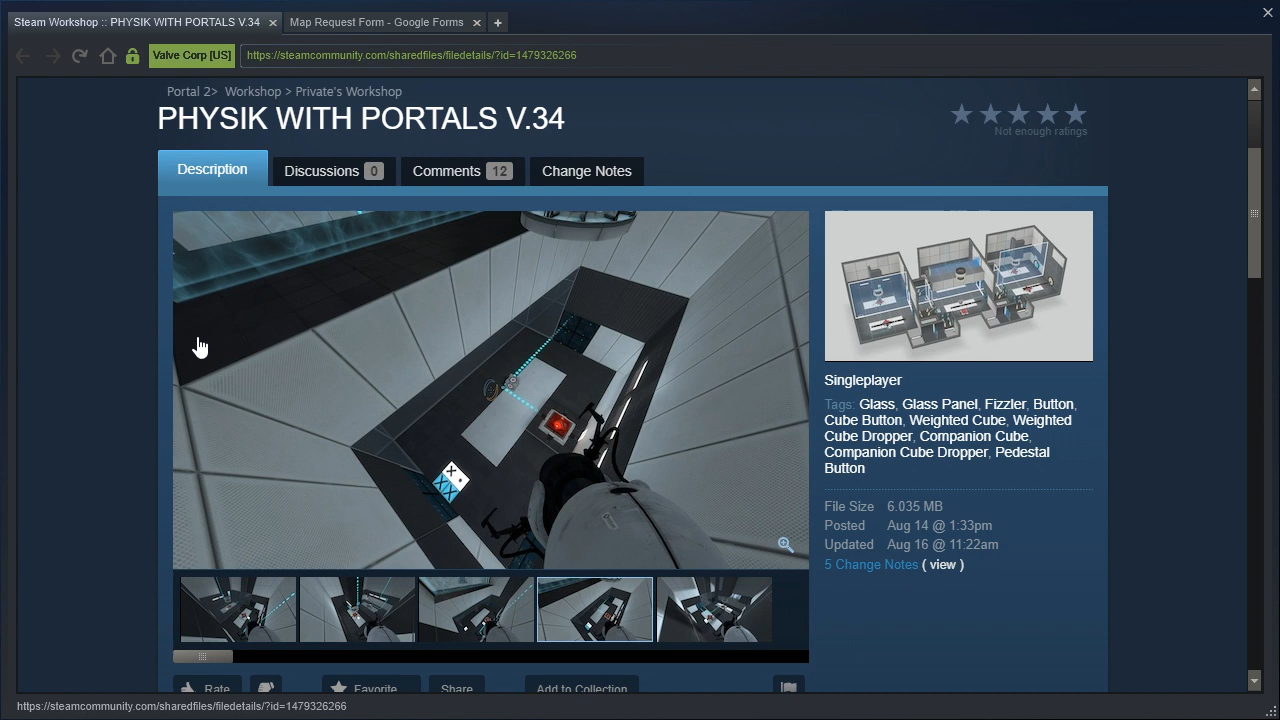 Steam Workshop :: PHYSIK WITH PORTALS V.34
Map Request Form - Google Forms
Valve Corp [US]
https://steamcommunity.com/sharedfiles/filedetails/?id=1479326266
Portal 2> Workshop > Private's Workshop
PHYSIK WITH PORTALS V.34
Not enough ratings
Description
Discussions 0
Comments 12
Change Notes
Singleplayer
Tags: Glass, Glass Panel, Fizzler, Button,
Cube Button, Weighted Cube, Weighted
Cube Dropper, Companion Cube,
Companion Cube Dropper, Pedestal
Button
File Size 6.035 MB
Posted Aug 14 @ 1:33pm
Updated Aug 16 @ 11:22am
5 Change Notes ( view )
Rate
Favorite
Share
Add to Collection
https://steamcommunity.com/sharedfiles/filedetails/?id=1479326266